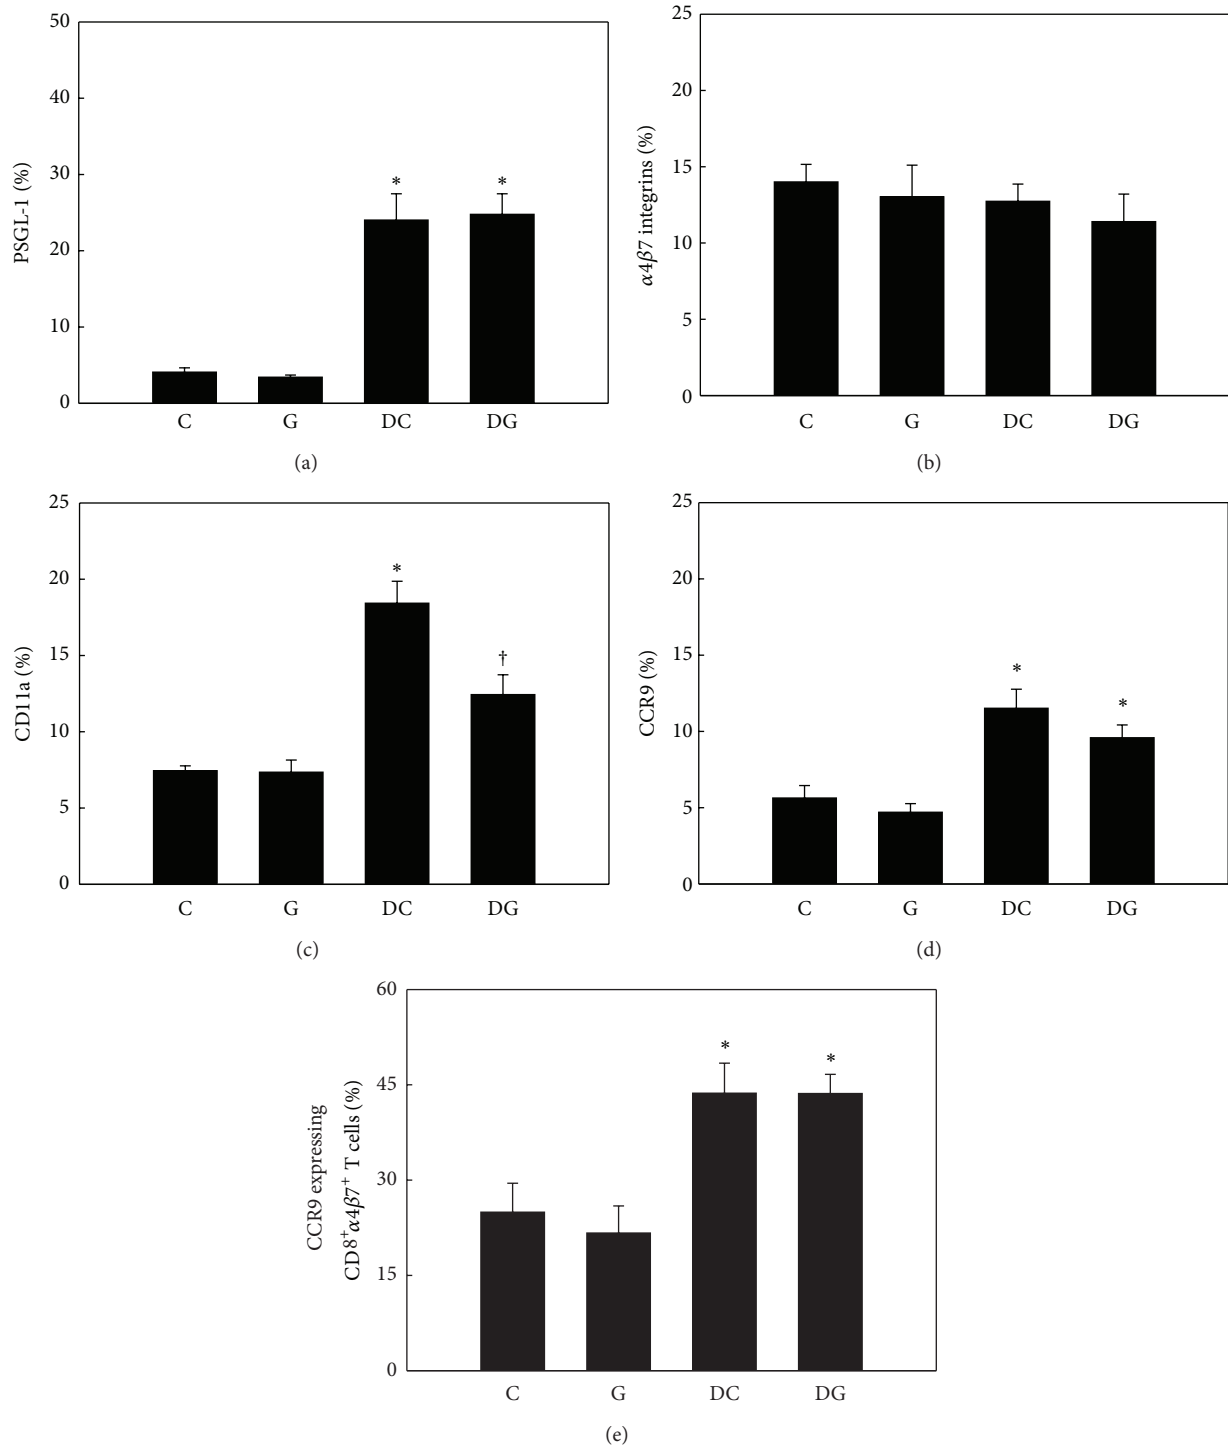 50
40
30
20
10
0
PSGL-1 (%)
*
*
C G DC DG
(a)
25
20
15
10
5
0
α4β7 integrins (%)
C G DC DG
(b)
25
20
15
10
5
0
CD11a (%)
*
†
C G DC DG
(c)
25
20
15
10
5
0
CCR9 (%)
*
*
C G DC DG
(d)
60
45
30
15
0
CCR9 expressing
CD8⁺α4β7⁺ T cells (%)
*
*
C G DC DG
(e)